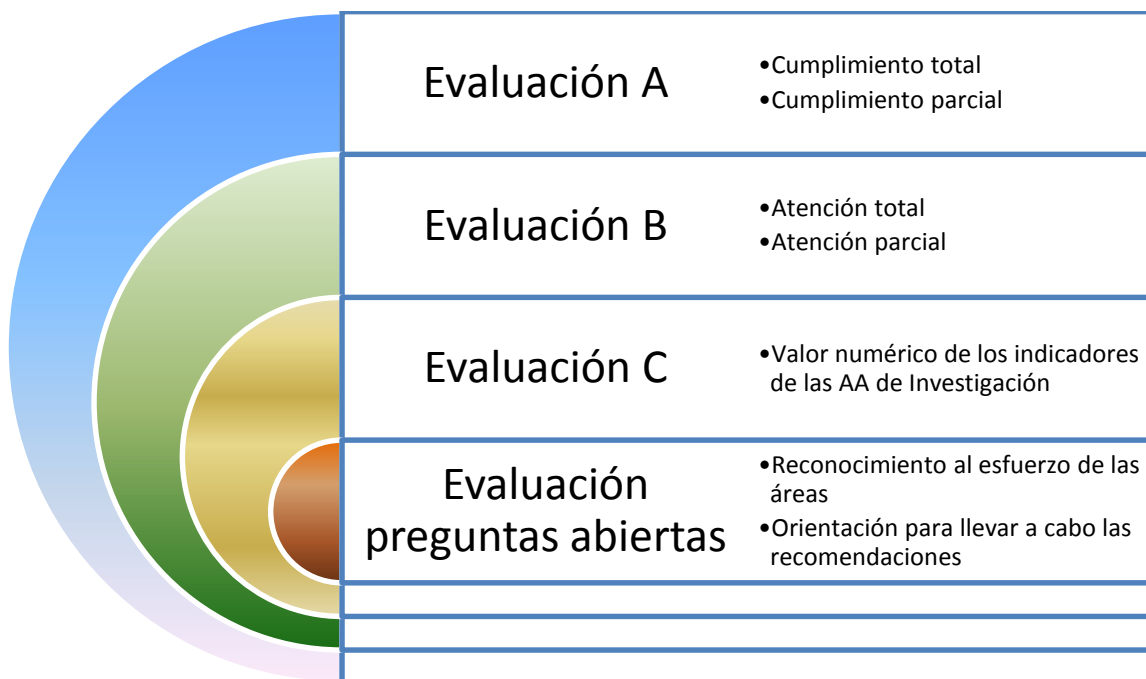 Evaluación A
•Cumplimiento total
•Cumplimiento parcial
Evaluación B
•Atención total
•Atención parcial
Evaluación C
•Valor numérico de los indicadores
de las AA de Investigación
Evaluación
preguntas abiertas
•Reconocimiento al esfuerzo de las
áreas
•Orientación para llevar a cabo las
recomendaciones